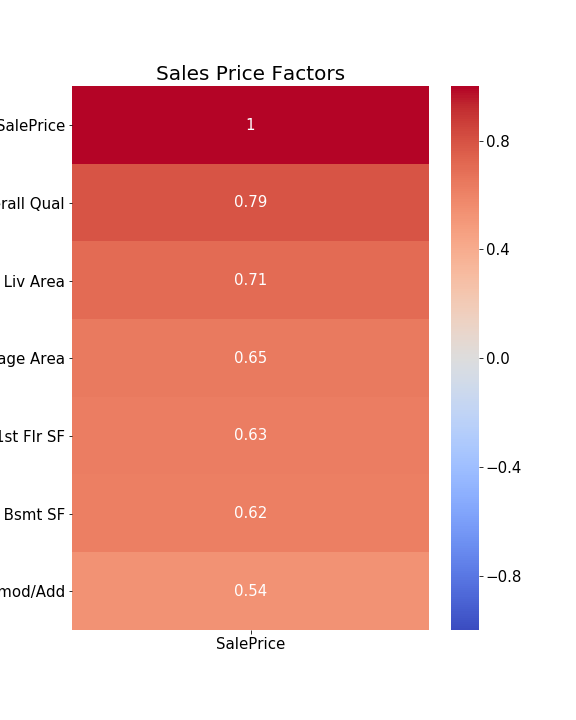 Sales Price Factors
SalePrice 1
rall Qual 0.79
Liv Area 0.71
age Area 0.65
1st Flr SF 0.63
Bsmt SF 0.62
mod/Add 0.54
SalePrice
0.8
0.4
0.0
−0.4
−0.8